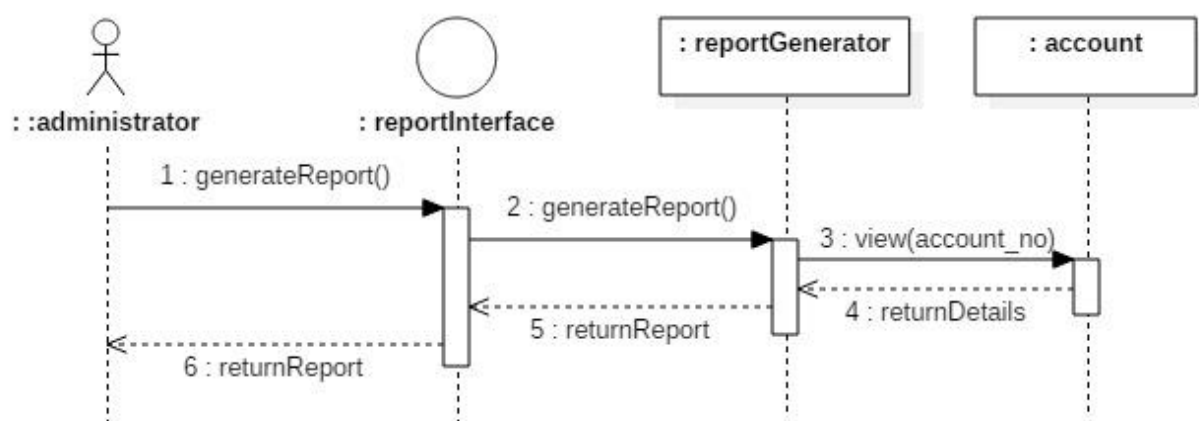 : reportGenerator
: account
: :administrator
: reportInterface
1 : generateReport()
2 : generateReport()
3 : view(account_no)
4 : returnDetails
5 : returnReport
6 : returnReport